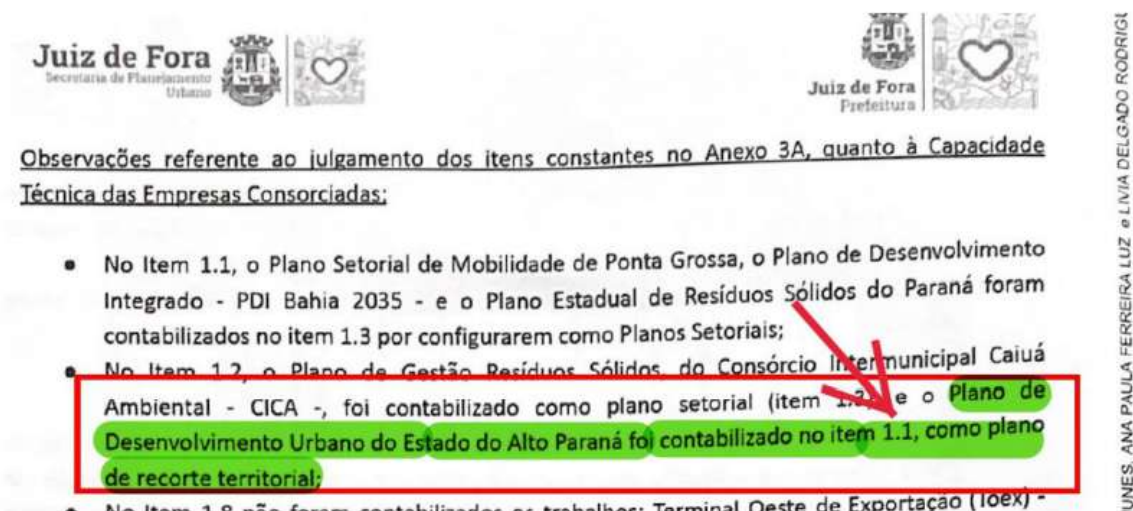 Juiz de Fora
Secretaria de Planejamento
Urbano
Juiz de Fora
Prefeitura
Observações referente ao julgamento dos itens constantes no Anexo 3A, quanto à Capacidade
Técnica das Empresas Consorciadas:
• No Item 1.1, o Plano Setorial de Mobilidade de Ponta Grossa, o Plano de Desenvolvimento
Integrado - PDI Bahia 2035 - e o Plano Estadual de Resíduos Sólidos do Paraná foram
contabilizados no item 1.3 por configurarem como Planos Setoriais;
• No Item 1.2, o Plano de Gestão Resíduos Sólidos, do Consórcio Intermunicipal Caiuá
Ambiental - CICA -, foi contabilizado como plano setorial (item 1.3) e o Plano de
Desenvolvimento Urbano do Estado do Alto Paraná foi contabilizado no item 1.1, como plano
de recorte territorial;
• No Item 1.8 não foram contabilizados os trabalhos: Terminal Oeste de Exportação (Toex) -
UNES, ANA PAULA FERREIRA LUZ e LIVIA DELGADO RODRIGU